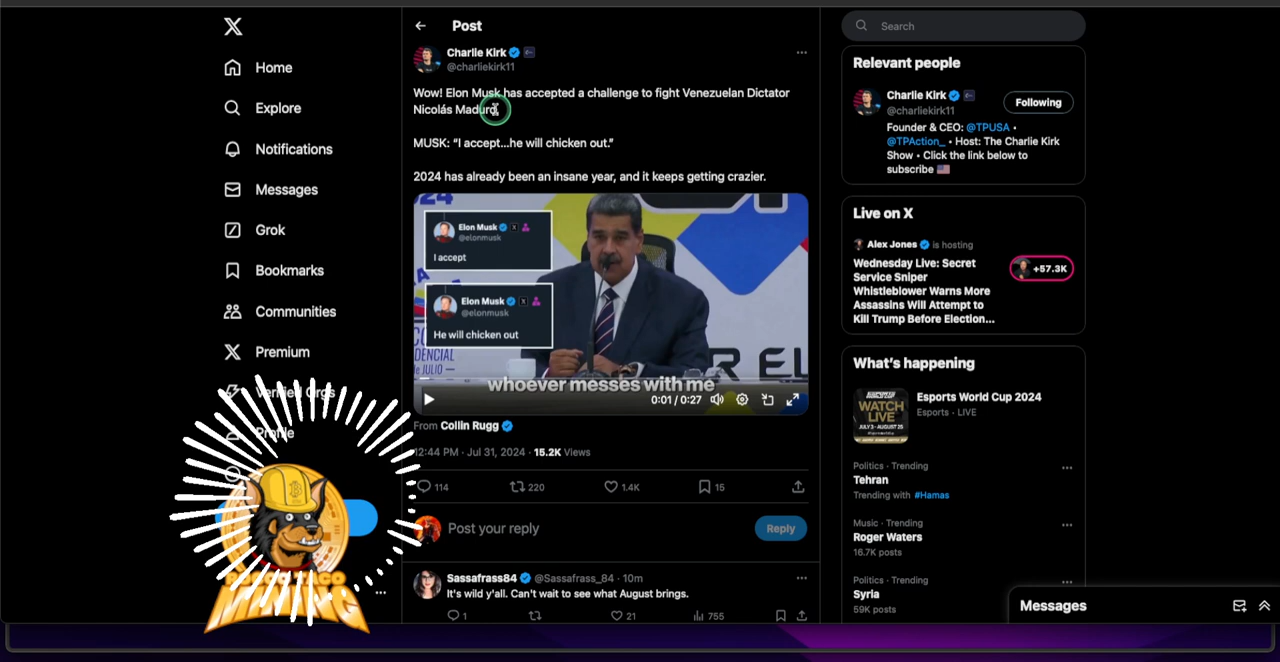 Home
Explore
Notifications
Messages
Grok
Bookmarks
Communities
Premium
Verified Orgs
Profile
MINING
Post
Charlie Kirk
@charliekirk11
Wow! Elon Musk has accepted a challenge to fight Venezuelan Dictator
Nicolás Maduro.
MUSK: “I accept...he will chicken out.”
2024 has already been an insane year, and it keeps getting crazier.
Elon Musk
@elonmusk
I accept
Elon Musk
@elonmusk
He will chicken out
whoever messes with me
0:01 / 0:27
From Collin Rugg
12:44 PM · Jul 31, 2024 · 15.2K Views
114 220 1.4K 15
Post your reply
Reply
Sassafrass84 @Sassafrass_84 · 10m
It's wild y'all. Can't wait to see what August brings.
1 21 755
Search
Relevant people
Charlie Kirk
@charliekirk11
Following
Founder & CEO: @TPUSA •
@TPAction_ • Host: The Charlie Kirk
Show • Click the link below to
subscribe
Live on X
Alex Jones is hosting
Wednesday Live: Secret
Service Sniper
Whistleblower Warns More
Assassins Will Attempt to
Kill Trump Before Election...
+57.3K
What's happening
WATCH
LIVE
JULY 3 - AUGUST 25
Esports World Cup 2024
Esports · LIVE
Politics · Trending
Tehran
Trending with #Hamas
Music · Trending
Roger Waters
16.7K posts
Politics · Trending
Syria
59K posts
Messages